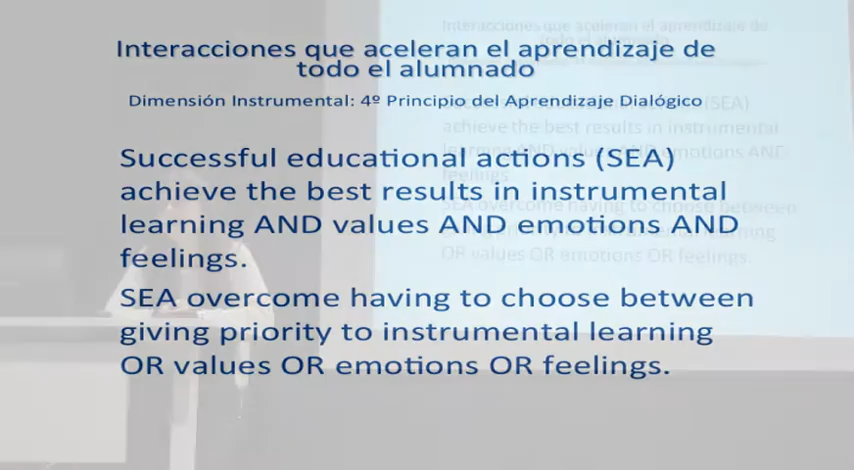 Interacciones que aceleran el aprendizaje de
todo el alumnado
Dimensión Instrumental: 4º Principio del Aprendizaje Dialógico
Successful educational actions (SEA)
achieve the best results in instrumental
learning AND values AND emotions AND
feelings.
SEA overcome having to choose between
giving priority to instrumental learning
OR values OR emotions OR feelings.